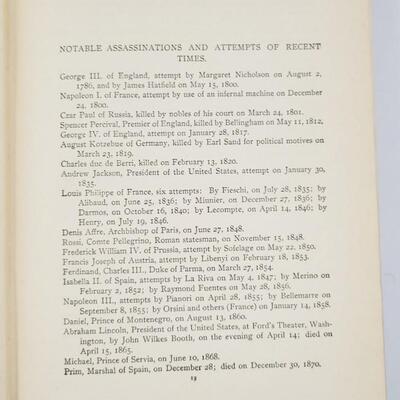 NOTABLE ASSASSINATIONS AND ATTEMPTS OF RECENT
TIMES.
George III. of England, attempt by Margaret Nicholson on August 2,
1786, and by James Hatfield on May 15, 1800.
Napoleon I. of France, attempt by use of an infernal machine on December
24, 1800.
Czar Paul of Russia, killed by nobles of his court on March 24, 1801.
Spencer Percival, Premier of England, killed by Bellingham on May 11, 1812.
George IV. of England, attempt on January 28, 1817.
August Kotzebue of Germany, killed by Earl Sand for political motives on
March 23, 1819.
Charles duc de Berri, killed on February 13, 1820.
Andrew Jackson, President of the United States, attempt on January 30,
1835.
Louis Philippe of France, six attempts: By Fieschi, on July 28, 1835; by
Alibaud, on June 25, 1836; by Miunier, on December 27, 1836; by
Darmos, on October 16, 1840; by Lecompte, on April 14, 1846; by
Henry, on July 19, 1846.
Denis Affre, Archbishop of Paris, on June 27, 1848.
Rossi, Comte Pellegrino, Roman statesman, on November 15, 1848.
Frederick William IV. of Prussia, attempt by Sofelage on May 22, 1850.
Francis Joseph of Austria, attempt by Libenyi on February 18, 1853.
Ferdinand, Charles III., Duke of Parma, on March 27, 1854.
Isabella II. of Spain, attempts by La Riva on May 4, 1847; by Merino on
February 2, 1852; by Raymond Fuentes on May 28, 1856.
Napoleon III., attempts by Pianori on April 28, 1855; by Bellemarre on
September 8, 1855; by Orsini and others (France) on January 14, 1858.
Daniel, Prince of Montenegro, on August 13, 1860.
Abraham Lincoln, President of the United States, at Ford's Theater, Wash-
ington, by John Wilkes Booth, on the evening of April 14; died on
April 15, 1865.
Michael, Prince of Servia, on June 10, 1868.
Prim, Marshal of Spain, on December 28; died on December 30, 1870.
19